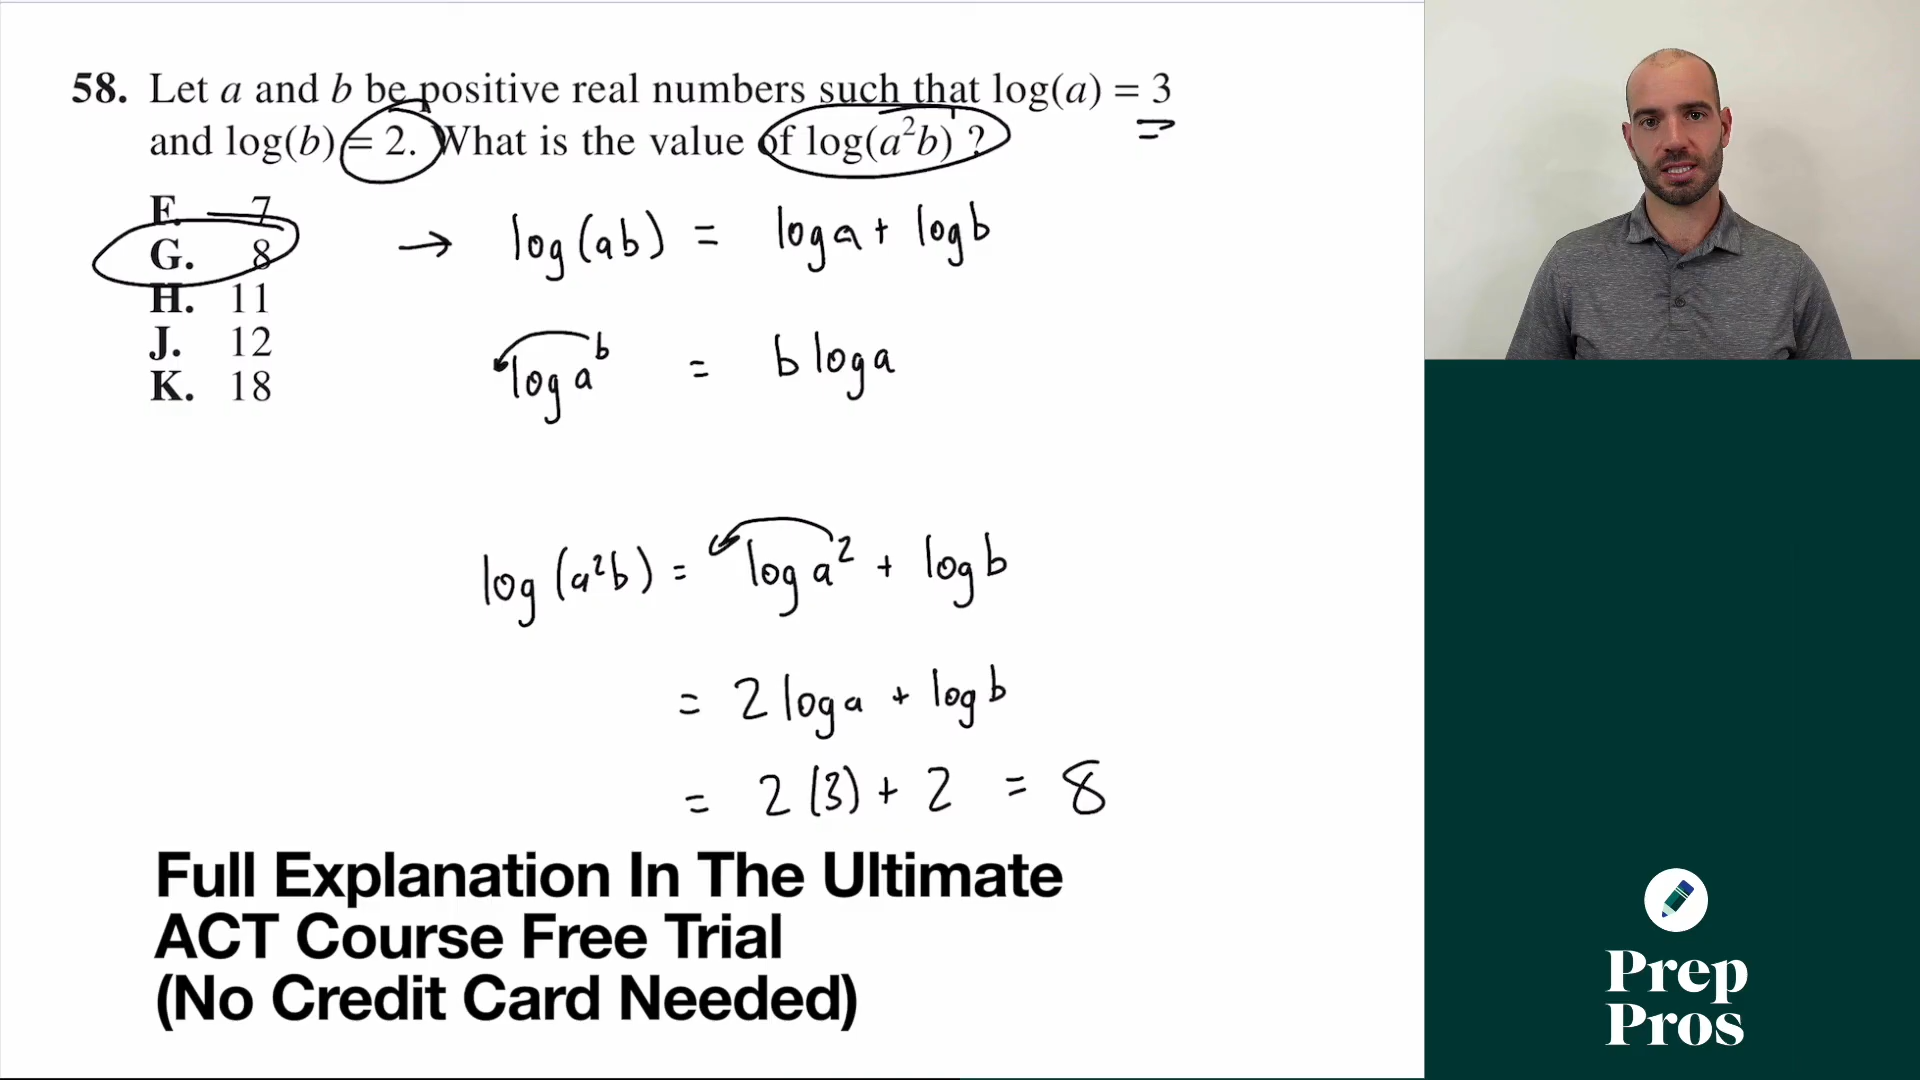 58. Let a and b be positive real numbers such that log(a) = 3
and log(b) = 2. What is the value of log(a²b) ?
F. 7
G. 8
H. 11
J. 12
K. 18
→ log(ab) = log a + log b
log a^b = b log a
log(a²b) = log a² + log b
= 2 log a + log b
= 2(3) + 2 = 8
Full Explanation In The Ultimate
ACT Course Free Trial
(No Credit Card Needed)
Prep
Pros